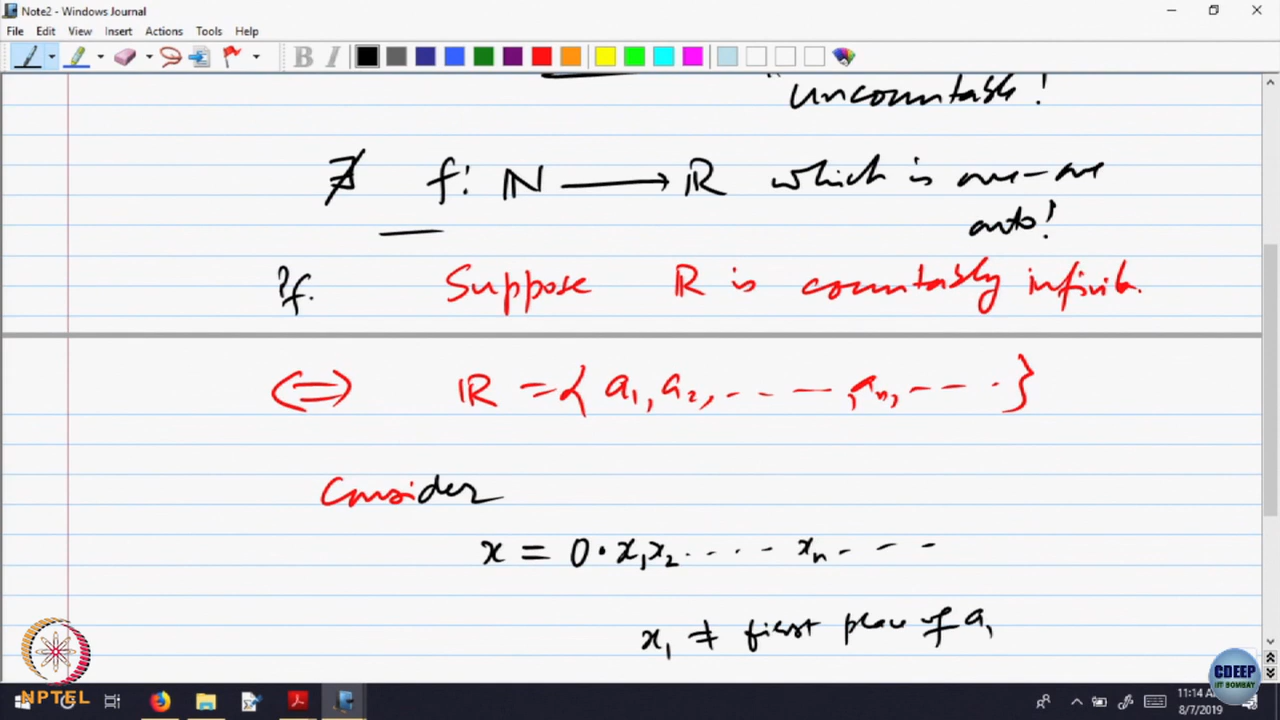 Note2 - Windows Journal
File Edit View Insert Actions Tools Help
B I
"Uncountable!
∄ f: ℕ ⟶ ℝ which is one-one
onto!
Pf. Suppose ℝ is countably infinite.
⟺ ℝ = { a₁, a₂, . . . . , aₙ, . . . . }
Consider
x = 0·x₁x₂ . . . . xₙ . . .
x₁ ≠ first place of a₁
NPTEL
CDEEP
IIT BOMBAY
11:14 A
8/7/2019